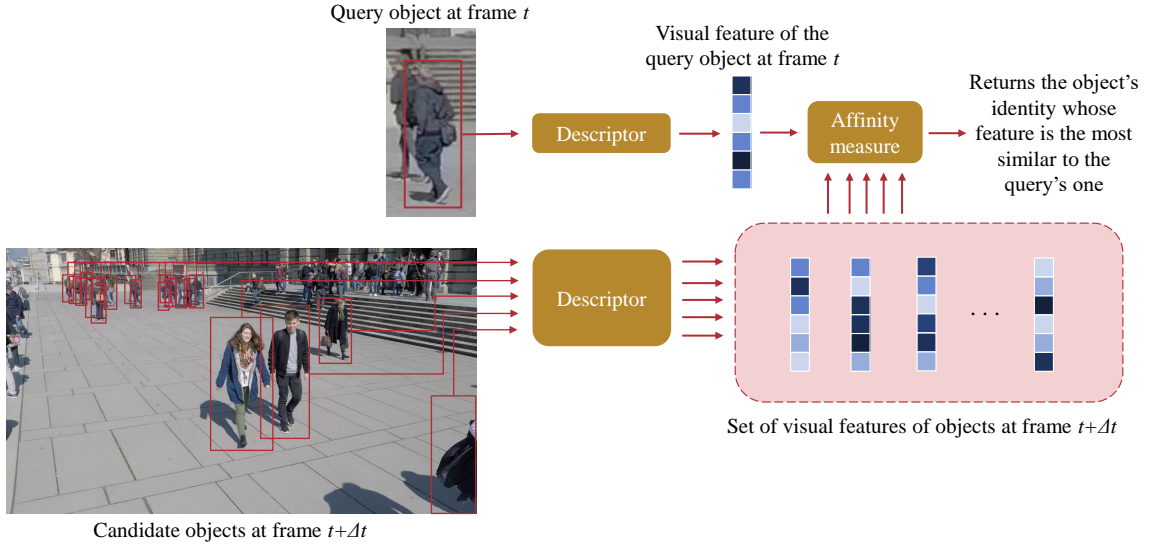 Query object at frame t
Visual feature of the
query object at frame t
Descriptor
Affinity
measure
Returns the object's
identity whose
feature is the most
similar to the
query's one
Descriptor
. . .
Set of visual features of objects at frame t+Δt
Candidate objects at frame t+Δt